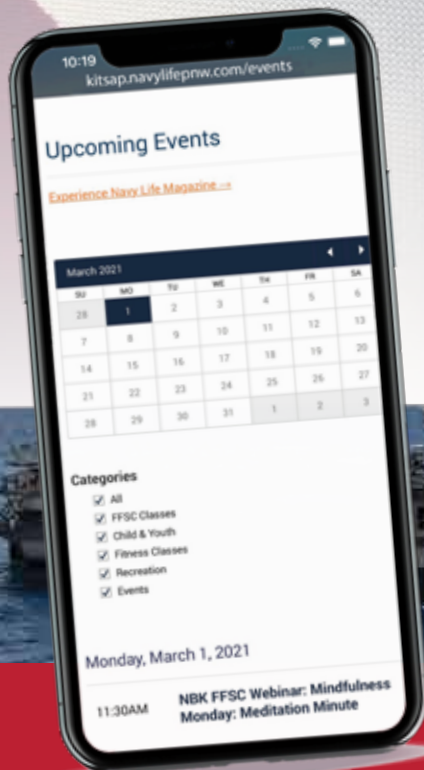 10:19
kitsap.navylifepnw.com/events
Upcoming Events
Experience Navy Life Magazine →
March 2021
SU MO TU WE TH FR SA
28 1 2 3 4 5 6
7 8 9 10 11 12 13
14 15 16 17 18 19 20
21 22 23 24 25 26 27
28 29 30 31 1 2 3
Categories
All
FFSC Classes
Child & Youth
Fitness Classes
Recreation
Events
Monday, March 1, 2021
11:30AM NBK FFSC Webinar: Mindfulness
Monday: Meditation Minute